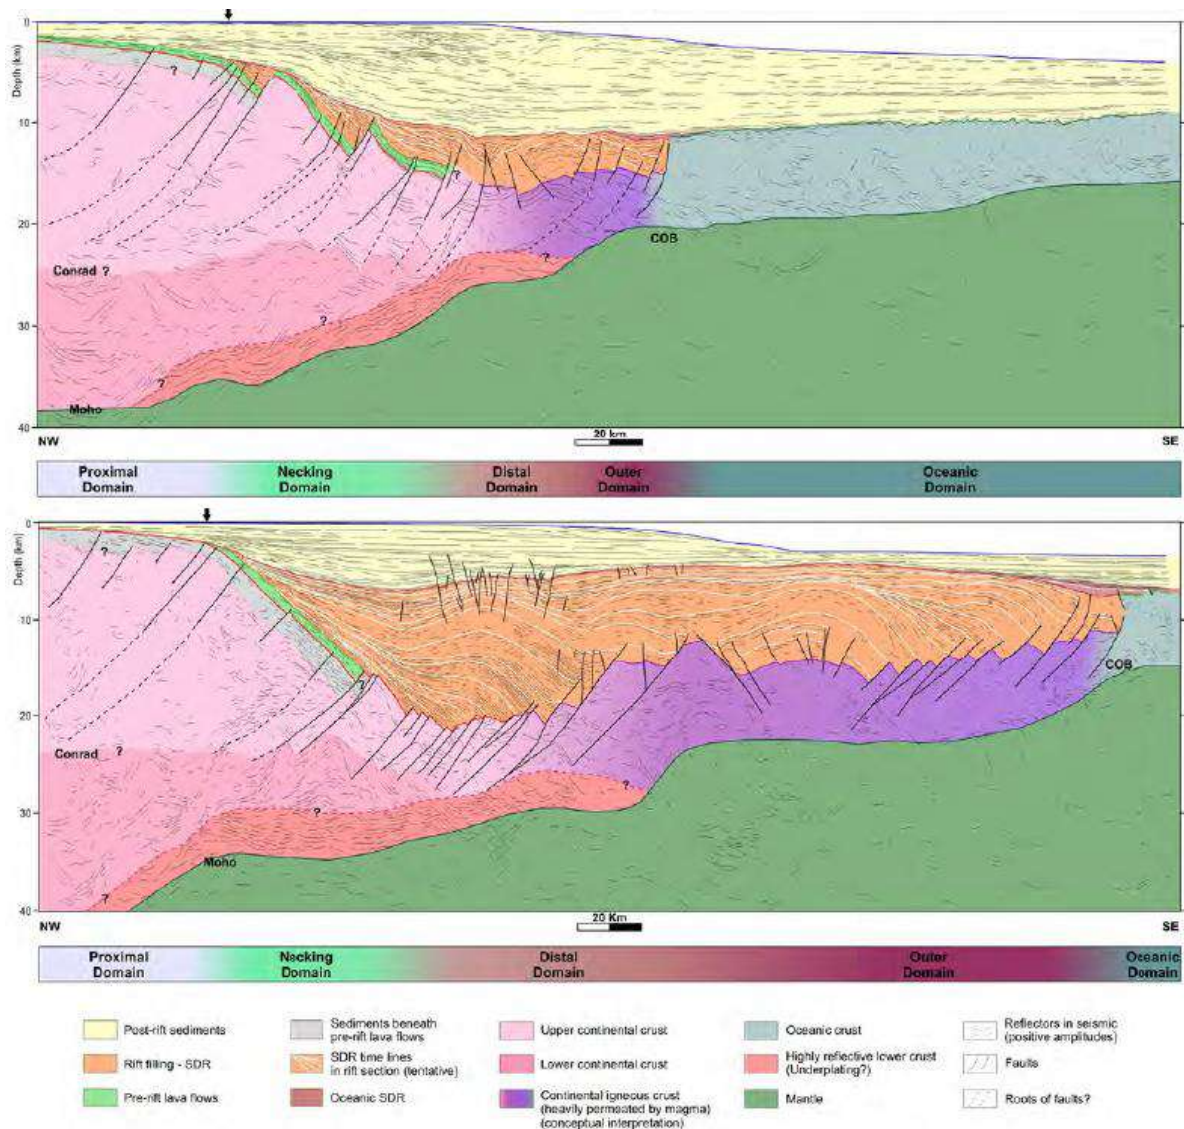 0
Depth (km)
10
20
30
40
?
?
?
?
?
Conrad ?
Moho
COB
NW
20 km
SE
Proximal
Domain
Necking
Domain
Distal
Domain
Outer
Domain
Oceanic
Domain
0
Depth (km)
10
20
30
40
?
?
?
?
?
Conrad ?
Moho
COB
NW
20 Km
SE
Proximal
Domain
Necking
Domain
Distal
Domain
Outer
Domain
Oceanic
Domain
Post-rift sediments
Rift filling - SDR
Pre-rift lava flows
Sediments beneath
pre-rift lava flows
SDR time lines
in rift section (tentative)
Oceanic SDR
Upper continental crust
Lower continental crust
Continental igneous crust
(heavily permeated by magma)
(conceptual interpretation)
Oceanic crust
Highly reflective lower crust
(Underplating?)
Mantle
Reflectors in seismic
(positive amplitudes)
Faults
Roots of faults?